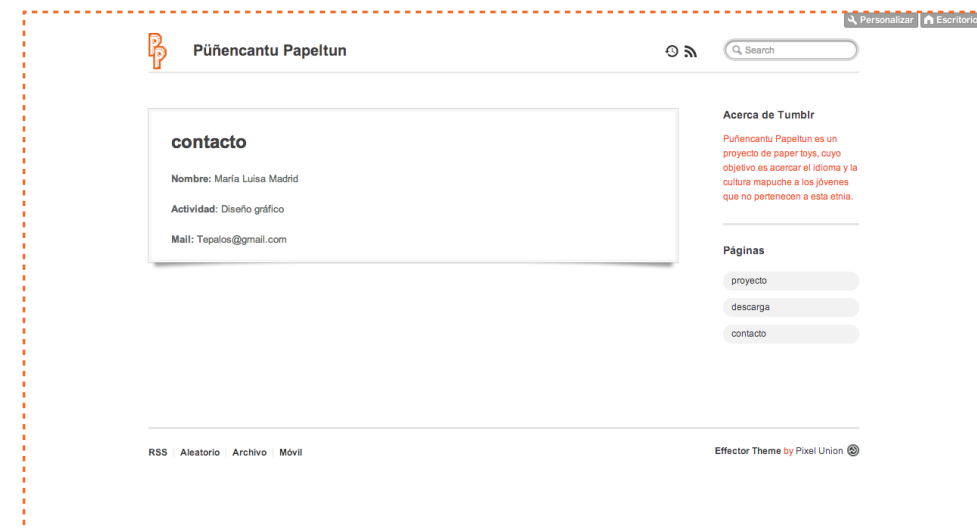 Personalizar Escritorio
PP Püñencantu Papeltun
Search
contacto
Nombre: María Luisa Madrid
Actividad: Diseño gráfico
Mail: Tepalos@gmail.com
Acerca de Tumblr
Puñencantu Papeltun es un
proyecto de paper toys, cuyo
objetivo es acercar el idioma y la
cultura mapuche a los jóvenes
que no pertenecen a esta etnia.
Páginas
proyecto
descarga
contacto
RSS Aleatorio Archivo Móvil
Effector Theme by Pixel Union